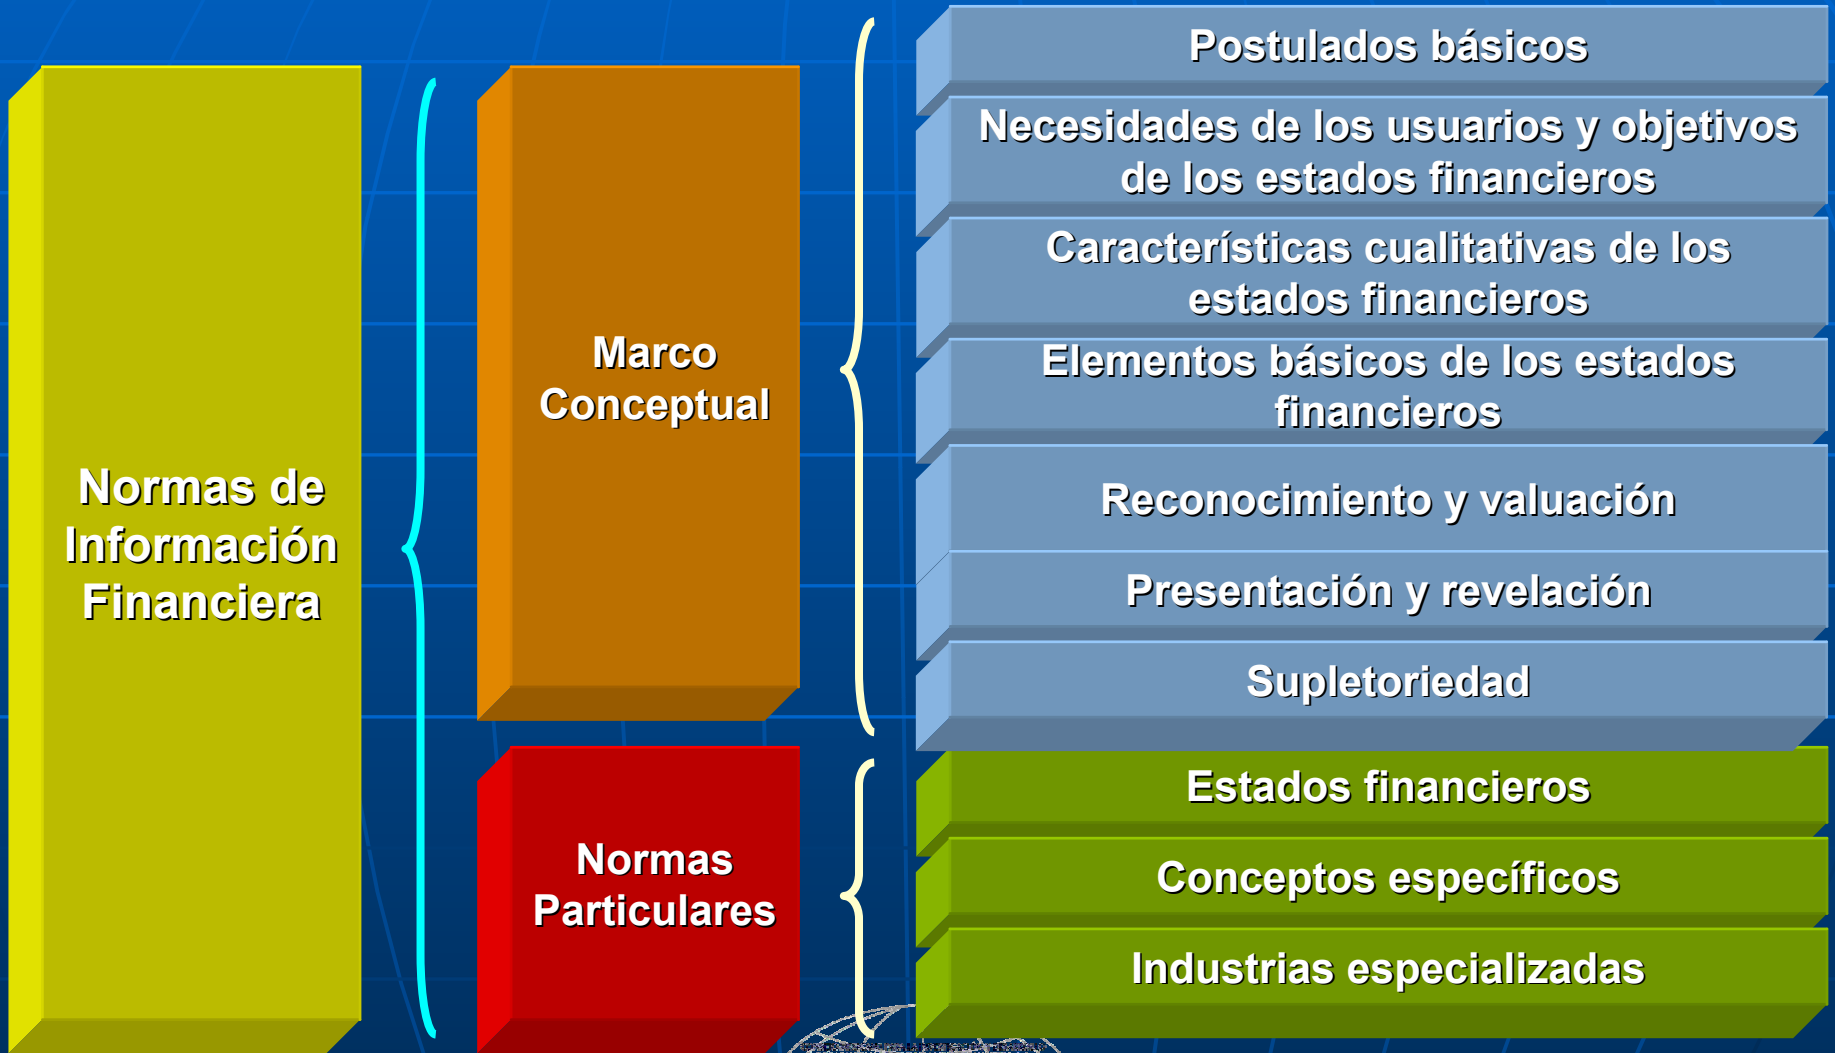 Normas de
Información
Financiera
Marco
Conceptual
Postulados básicos
Necesidades de los usuarios y objetivos
de los estados financieros
Características cualitativas de los
estados financieros
Elementos básicos de los estados
financieros
Reconocimiento y valuación
Presentación y revelación
Supletoriedad
Normas
Particulares
Estados financieros
Conceptos específicos
Industrias especializadas